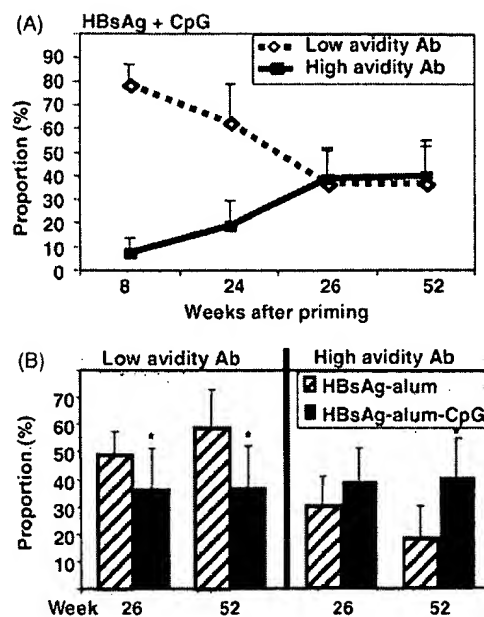 (A) HBsAg + CpG
Low avidity Ab
High avidity Ab
90
80
70
60
50
40
30
20
10
0
Proportion (%)
8 24 26 52
Weeks after priming
(B) Low avidity Ab High avidity Ab
HBsAg-alum
HBsAg-alum-CpG
70
60
50
40
30
20
10
Proportion (%)
* * *
Week 26 52 26 52